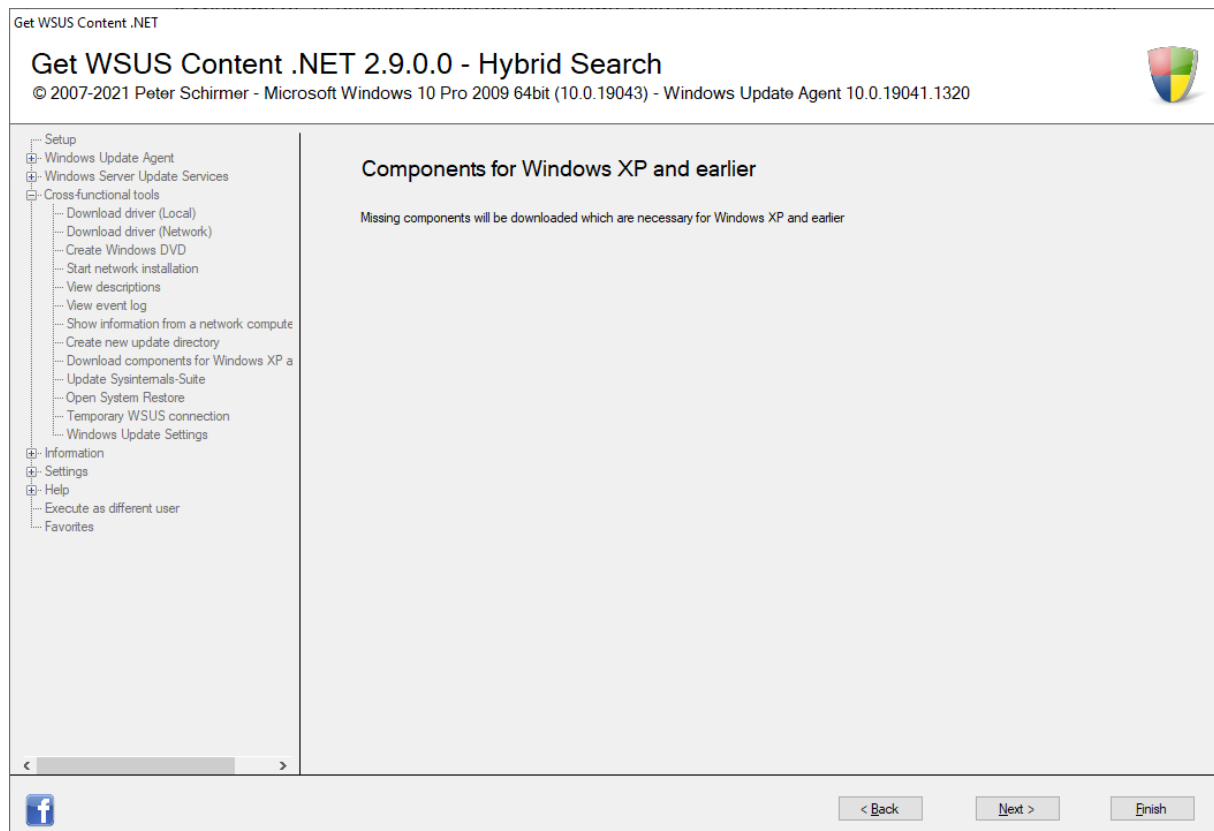 Get WSUS Content .NET
Get WSUS Content .NET 2.9.0.0 - Hybrid Search
© 2007-2021 Peter Schirmer - Microsoft Windows 10 Pro 2009 64bit (10.0.19043) - Windows Update Agent 10.0.19041.1320
Setup
Windows Update Agent
Windows Server Update Services
Cross-functional tools
Download driver (Local)
Download driver (Network)
Create Windows DVD
Start network installation
View descriptions
View event log
Show information from a network compute
Create new update directory
Download components for Windows XP a
Update Sysinternals-Suite
Open System Restore
Temporary WSUS connection
Windows Update Settings
Information
Settings
Help
Execute as different user
Favorites
Components for Windows XP and earlier
Missing components will be downloaded which are necessary for Windows XP and earlier
< Back
Next >
Finish